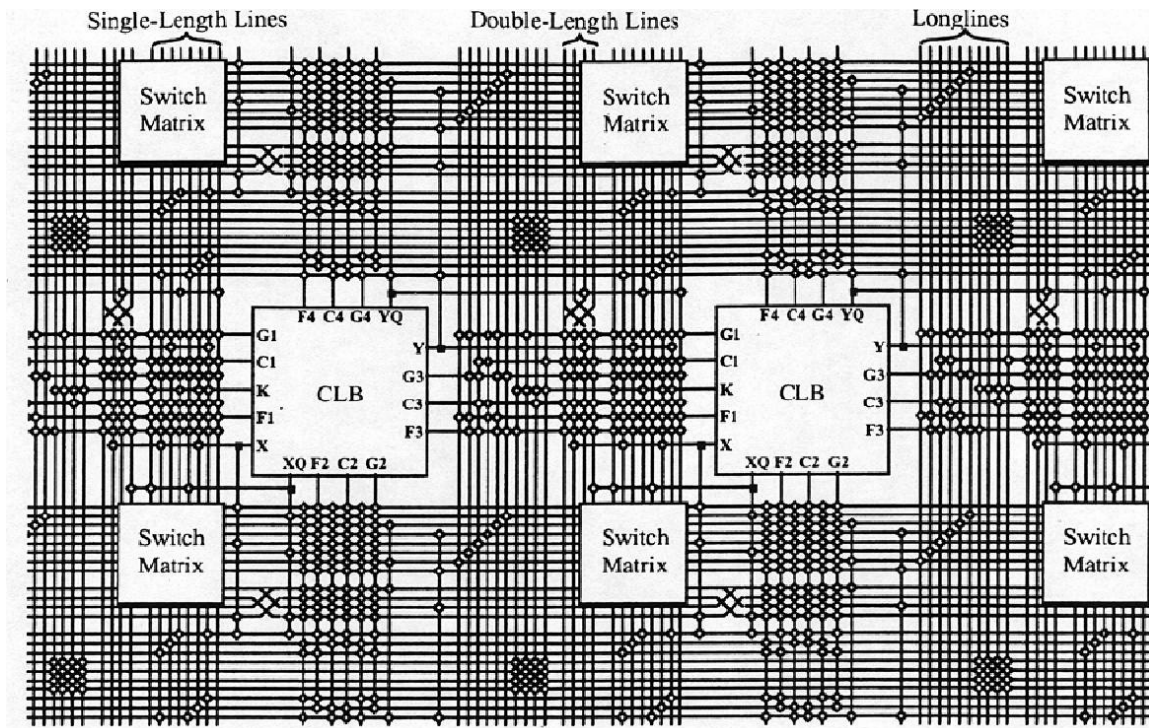 Single-Length Lines Double-Length Lines Longlines
Switch Matrix
Switch Matrix
Switch Matrix
F4 C4 G4 YQ
G1
C1
K
F1
X
CLB
Y
G3
C3
F3
XQ F2 C2 G2
F4 C4 G4 YQ
G1
C1
K
F1
X
CLB
Y
G3
C3
F3
XQ F2 C2 G2
Switch Matrix
Switch Matrix
Switch Matrix